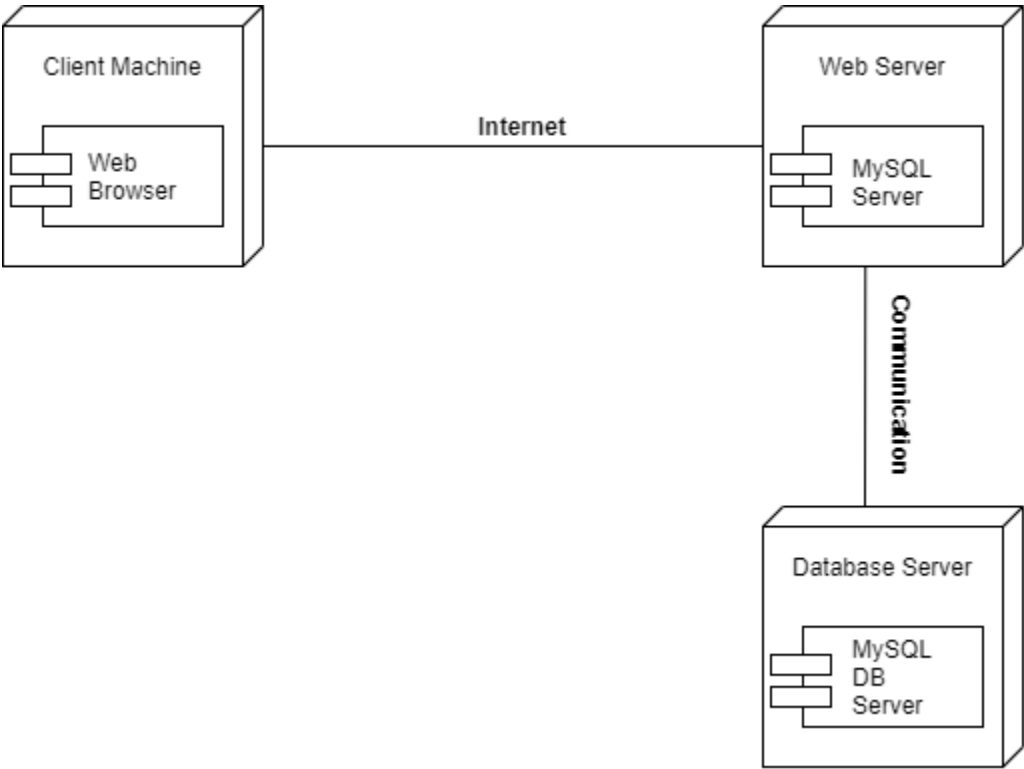 Client Machine
Web
Browser
Internet
Web Server
MySQL
Server
Communication
Database Server
MySQL
DB
Server